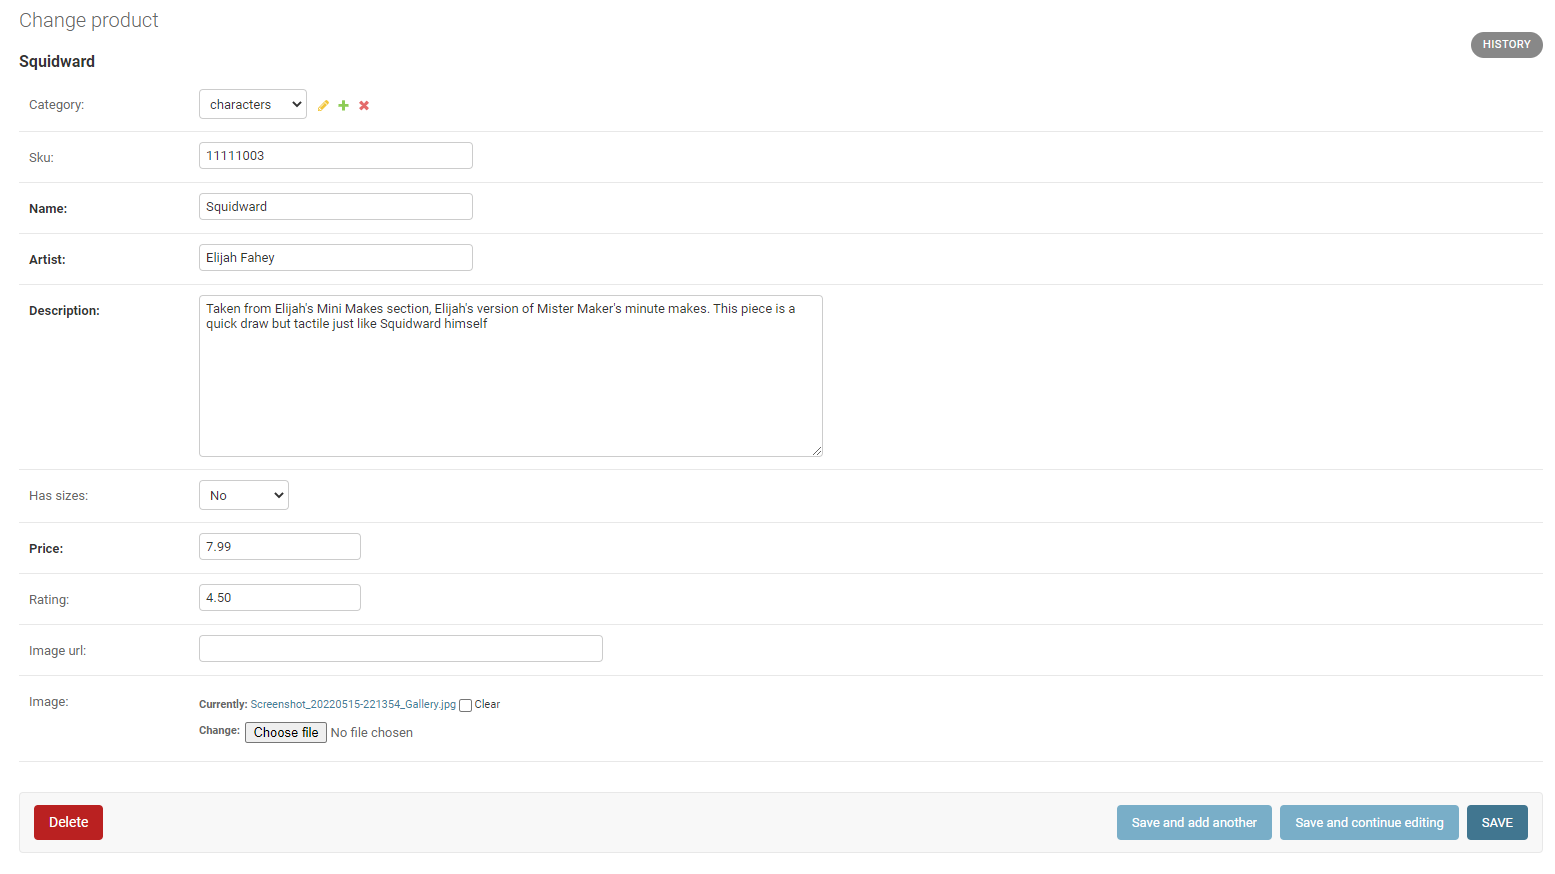 Change product
HISTORY
Squidward
Category:
characters
Sku:
11111003
Name:
Squidward
Artist:
Elijah Fahey
Description:
Taken from Elijah's Mini Makes section, Elijah's version of Mister Maker's minute makes. This piece is a
quick draw but tactile just like Squidward himself
Has sizes:
No
Price:
7.99
Rating:
4.50
Image url:
Image:
Currently: Screenshot_20220515-221354_Gallery.jpg Clear
Change: Choose file No file chosen
Delete
Save and add another
Save and continue editing
SAVE